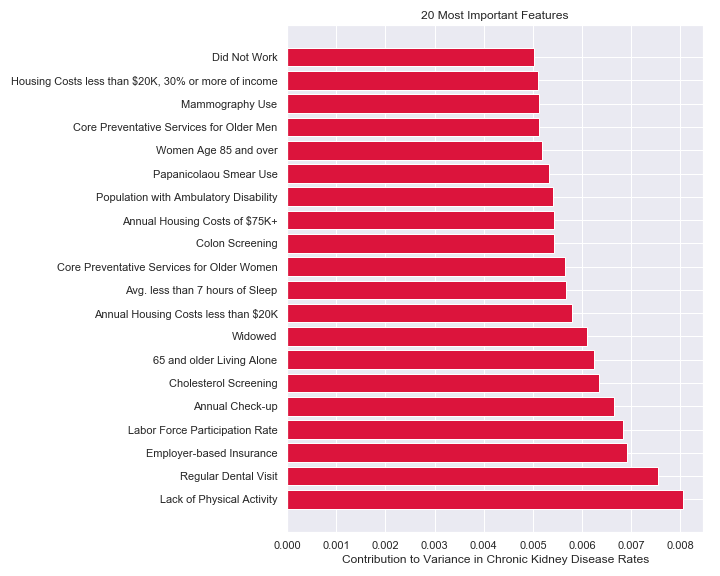 20 Most Important Features
Did Not Work
Housing Costs less than $20K, 30% or more of income
Mammography Use
Core Preventative Services for Older Men
Women Age 85 and over
Papanicolaou Smear Use
Population with Ambulatory Disability
Annual Housing Costs of $75K+
Colon Screening
Core Preventative Services for Older Women
Avg. less than 7 hours of Sleep
Annual Housing Costs less than $20K
Widowed
65 and older Living Alone
Cholesterol Screening
Annual Check-up
Labor Force Participation Rate
Employer-based Insurance
Regular Dental Visit
Lack of Physical Activity
0.000 0.001 0.002 0.003 0.004 0.005 0.006 0.007 0.008
Contribution to Variance in Chronic Kidney Disease Rates